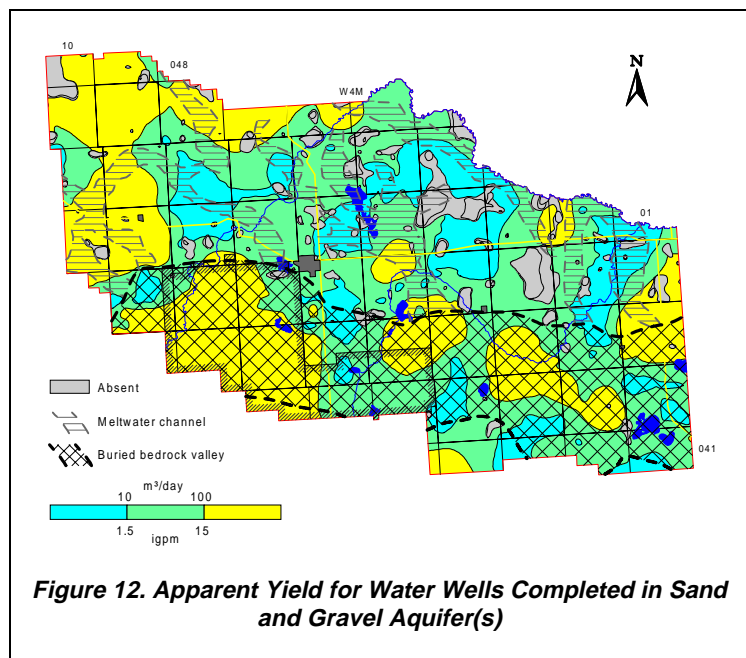 10
048
W4M
N
01
Absent
Meltwater channel
Buried bedrock valley
041
m³/day
10 100
1.5 15
igpm
Figure 12. Apparent Yield for Water Wells Completed in Sand
and Gravel Aquifer(s)